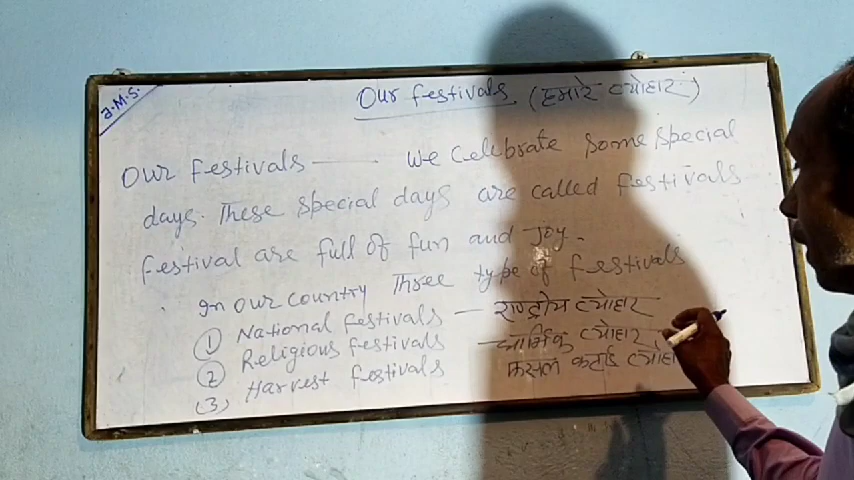 a.M.S.
Our festivals. (हमारे त्योहार)
Our festivals —— We Celebrate some special
days. These special days are called festivals
festival are full of fun and Joy.
In our country Three type of festivals
① National festivals — राष्ट्रीय त्योहार
② Religious festivals — धार्मिक त्योहार
(3) Harvest festivals फसल कटाई त्योहा